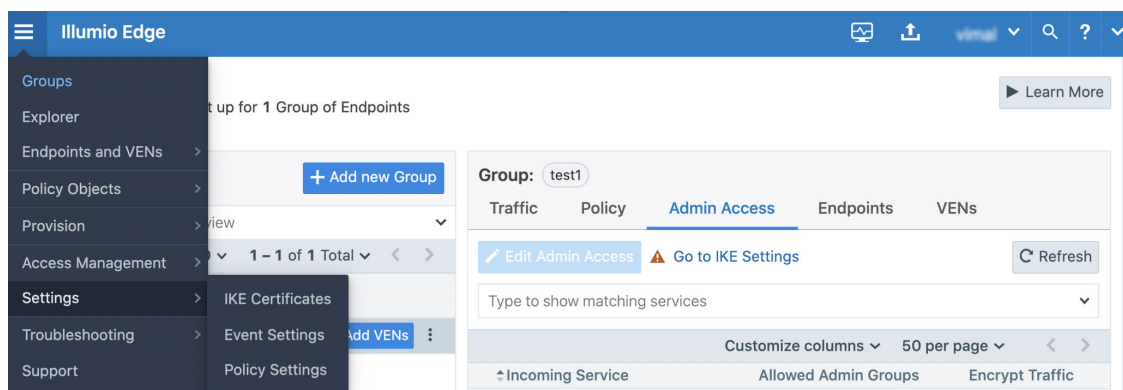 Illumio Edge
vimal
?
Groups
Explorer
Endpoints and VENs
Policy Objects
Provision
Access Management
Settings
Troubleshooting
Support
IKE Certificates
Event Settings
Policy Settings
t up for 1 Group of Endpoints
Learn More
+ Add new Group
view
1 – 1 of 1 Total
Add VENs
Group: test1
Traffic Policy Admin Access Endpoints VENs
Edit Admin Access Go to IKE Settings Refresh
Type to show matching services
Customize columns 50 per page
Incoming Service Allowed Admin Groups Encrypt Traffic